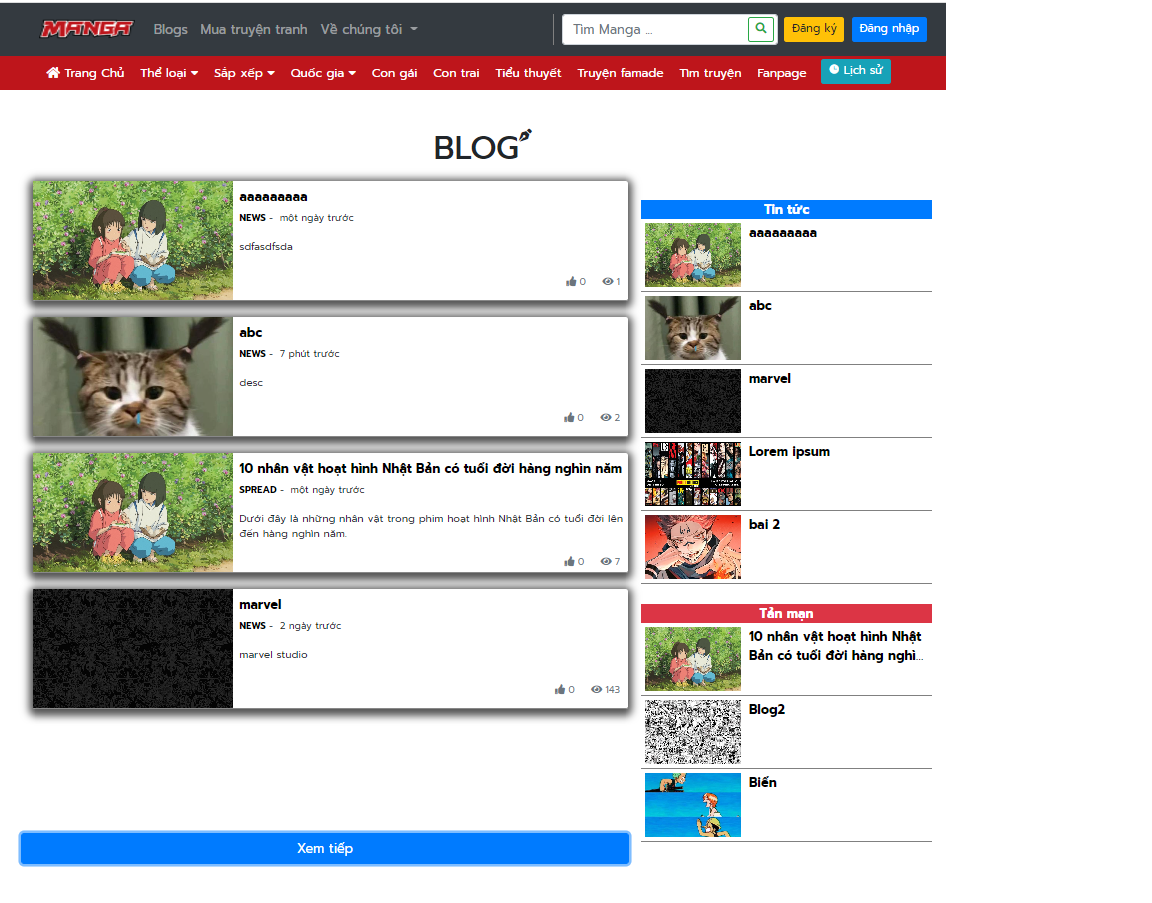 MANGA Blogs Mua truyện tranh Về chúng tôi Tìm Manga ... Đăng ký Đăng nhập
Trang Chủ Thể loại Sắp xếp Quốc gia Con gái Con trai Tiểu thuyết Truyện famade Tìm truyện Fanpage Lịch sử
BLOG
aaaaaaaaa
NEWS - một ngày trước
sdfasdfsda
0 1
abc
NEWS - 7 phút trước
desc
0 2
10 nhân vật hoạt hình Nhật Bản có tuổi đời hàng nghìn năm
SPREAD - một ngày trước
Dưới đây là những nhân vật trong phim hoạt hình Nhật Bản có tuổi đời lên
đến hàng nghìn năm.
0 7
marvel
NEWS - 2 ngày trước
marvel studio
0 143
Xem tiếp
Tin tức
aaaaaaaaa
abc
marvel
Lorem ipsum
bai 2
Tản mạn
10 nhân vật hoạt hình Nhật
Bản có tuổi đời hàng nghì...
Blog2
Biển